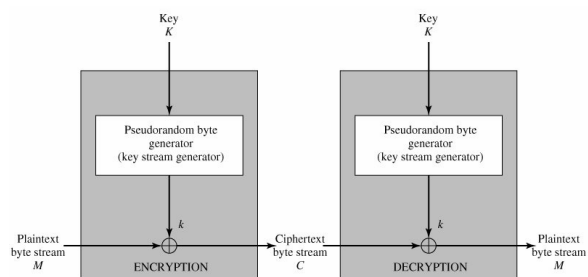 Key
K
Key
K
Pseudorandom byte
generator
(key stream generator)
Pseudorandom byte
generator
(key stream generator)
k
k
Plaintext
byte stream
M
Ciphertext
byte stream
C
Plaintext
byte stream
M
ENCRYPTION
DECRYPTION